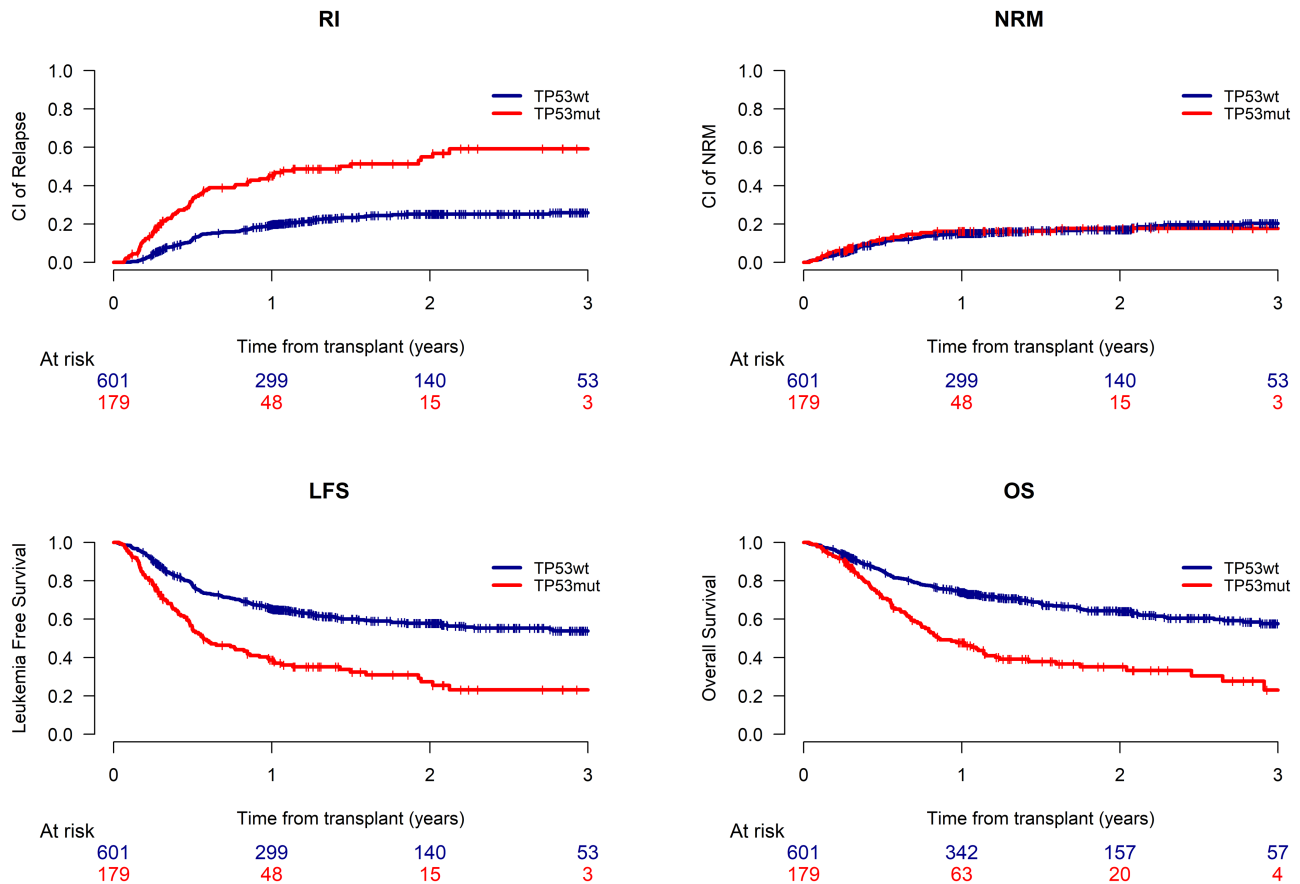 RI
CI of Relapse
1.0
0.8
0.6
0.4
0.2
0.0
TP53wt
TP53mut
0 1 2 3
Time from transplant (years)
At risk
601 299 140 53
179 48 15 3
NRM
CI of NRM
1.0
0.8
0.6
0.4
0.2
0.0
TP53wt
TP53mut
0 1 2 3
Time from transplant (years)
At risk
601 299 140 53
179 48 15 3
LFS
Leukemia Free Survival
1.0
0.8
0.6
0.4
0.2
0.0
TP53wt
TP53mut
0 1 2 3
Time from transplant (years)
At risk
601 299 140 53
179 48 15 3
OS
Overall Survival
1.0
0.8
0.6
0.4
0.2
0.0
TP53wt
TP53mut
0 1 2 3
Time from transplant (years)
At risk
601 342 157 57
179 63 20 4